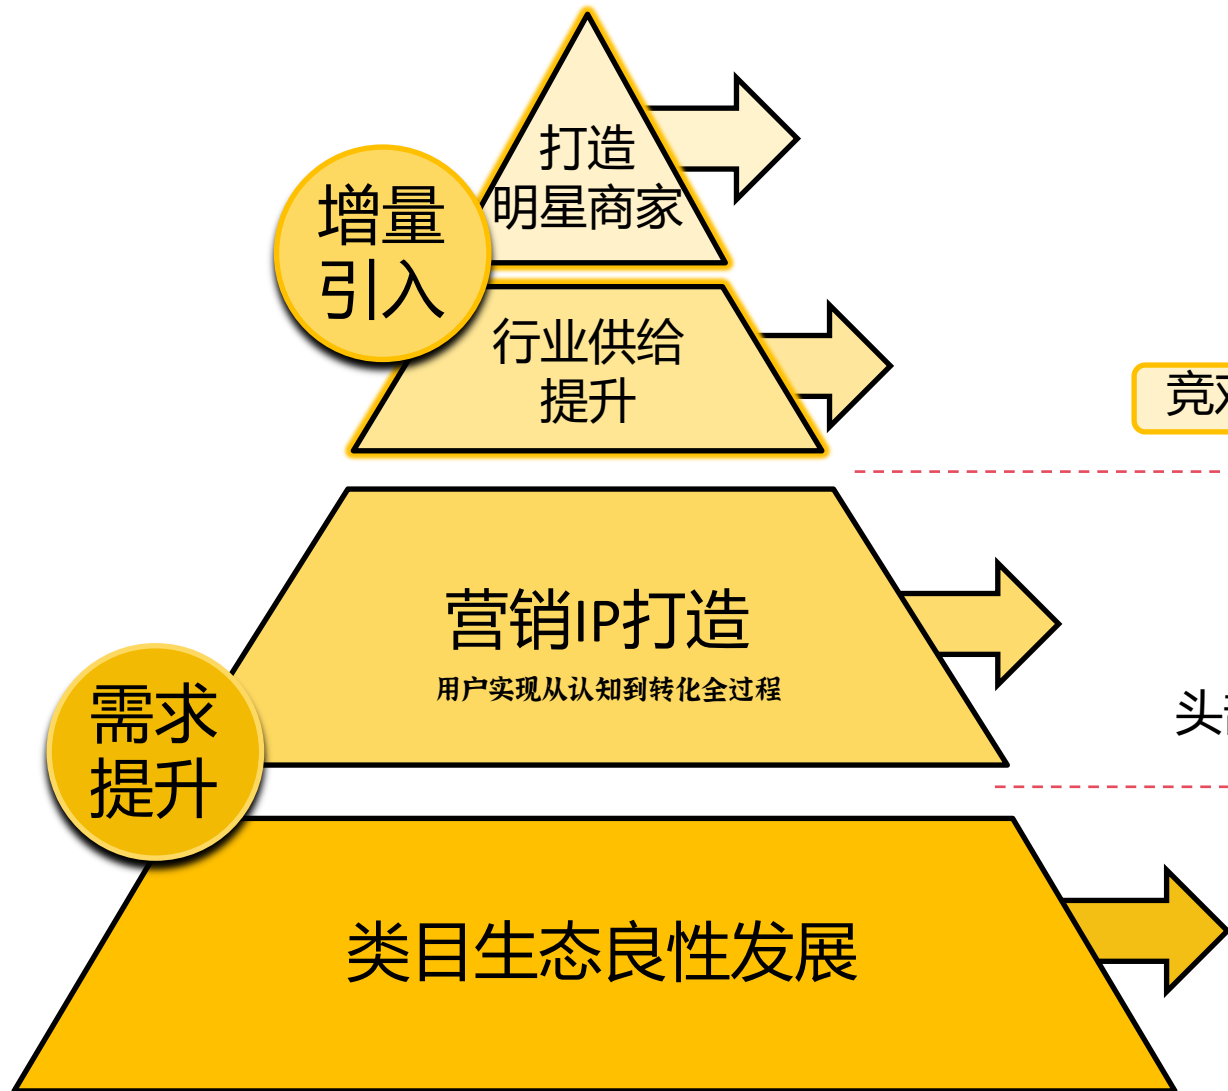 打造
明星商家
增量
引入
行业供给
提升
竞
营销IP打造
用户实现从认知到转化全过程
需求
提升
头
类目生态良性发展